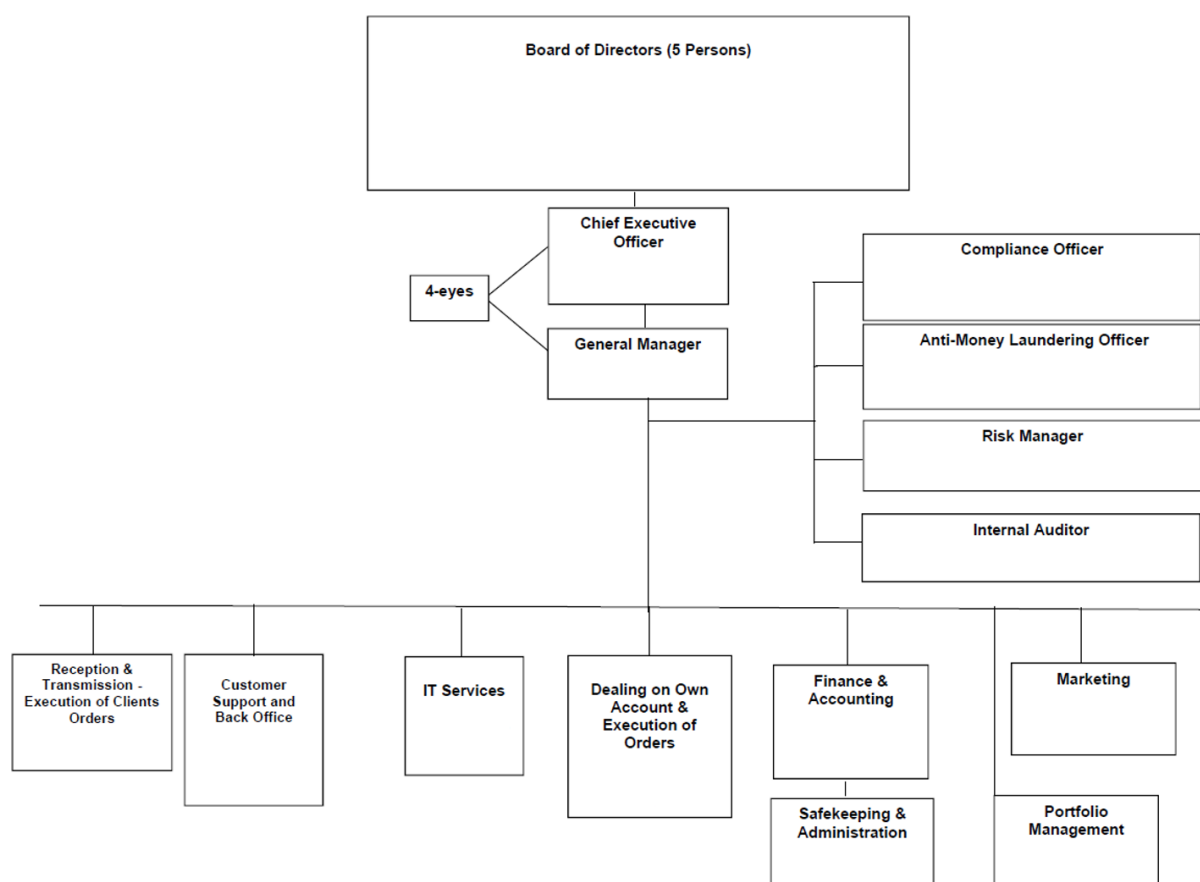 Board of Directors (5 Persons)
Chief Executive
Officer
4-eyes
General Manager
Compliance Officer
Anti-Money Laundering Officer
Risk Manager
Internal Auditor
Reception &
Transmission -
Execution of Clients
Orders
Customer
Support and
Back Office
IT Services
Dealing on Own
Account &
Execution of
Orders
Finance &
Accounting
Marketing
Safekeeping &
Administration
Portfolio
Management